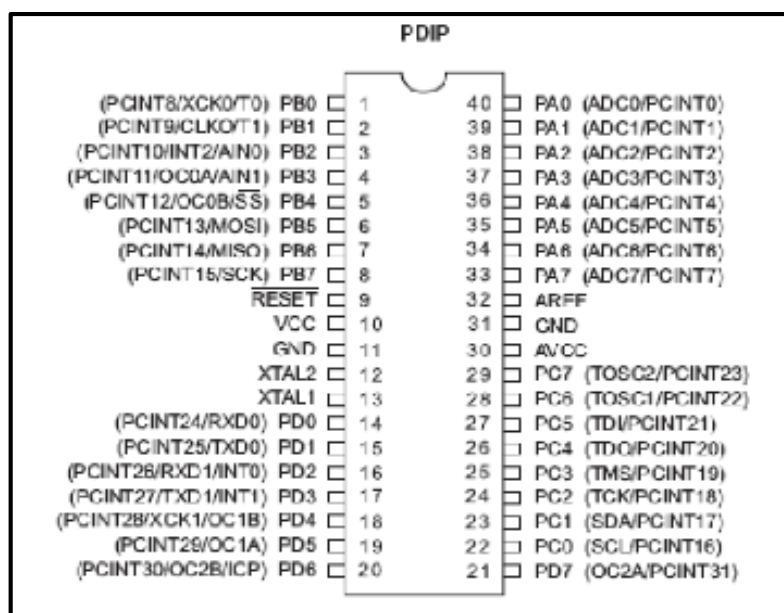 PDIP
(PCINT8/XCK0/T0) PB0 1 40 PA0 (ADC0/PCINT0)
(PCINT9/CLKO/T1) PB1 2 39 PA1 (ADC1/PCINT1)
(PCINT10/INT2/AIN0) PB2 3 38 PA2 (ADC2/PCINT2)
(PCINT11/OC0A/AIN1) PB3 4 37 PA3 (ADC3/PCINT3)
(PCINT12/OC0B/SS) PB4 5 36 PA4 (ADC4/PCINT4)
(PCINT13/MOSI) PB5 6 35 PA5 (ADC5/PCINT5)
(PCINT14/MISO) PB6 7 34 PA6 (ADC6/PCINT6)
(PCINT15/SCK) PB7 8 33 PA7 (ADC7/PCINT7)
RESET 9 32 AREF
VCC 10 31 GND
GND 11 30 AVCC
XTAL2 12 29 PC7 (TOSC2/PCINT23)
XTAL1 13 28 PC6 (TOSC1/PCINT22)
(PCINT24/RXD0) PD0 14 27 PC5 (TDI/PCINT21)
(PCINT25/TXD0) PD1 15 26 PC4 (TDO/PCINT20)
(PCINT26/RXD1/INT0) PD2 16 25 PC3 (TMS/PCINT19)
(PCINT27/TXD1/INT1) PD3 17 24 PC2 (TCK/PCINT18)
(PCINT28/XCK1/OC1B) PD4 18 23 PC1 (SDA/PCINT17)
(PCINT29/OC1A) PD5 19 22 PC0 (SCL/PCINT16)
(PCINT30/OC2B/ICP) PD6 20 21 PD7 (OC2A/PCINT31)